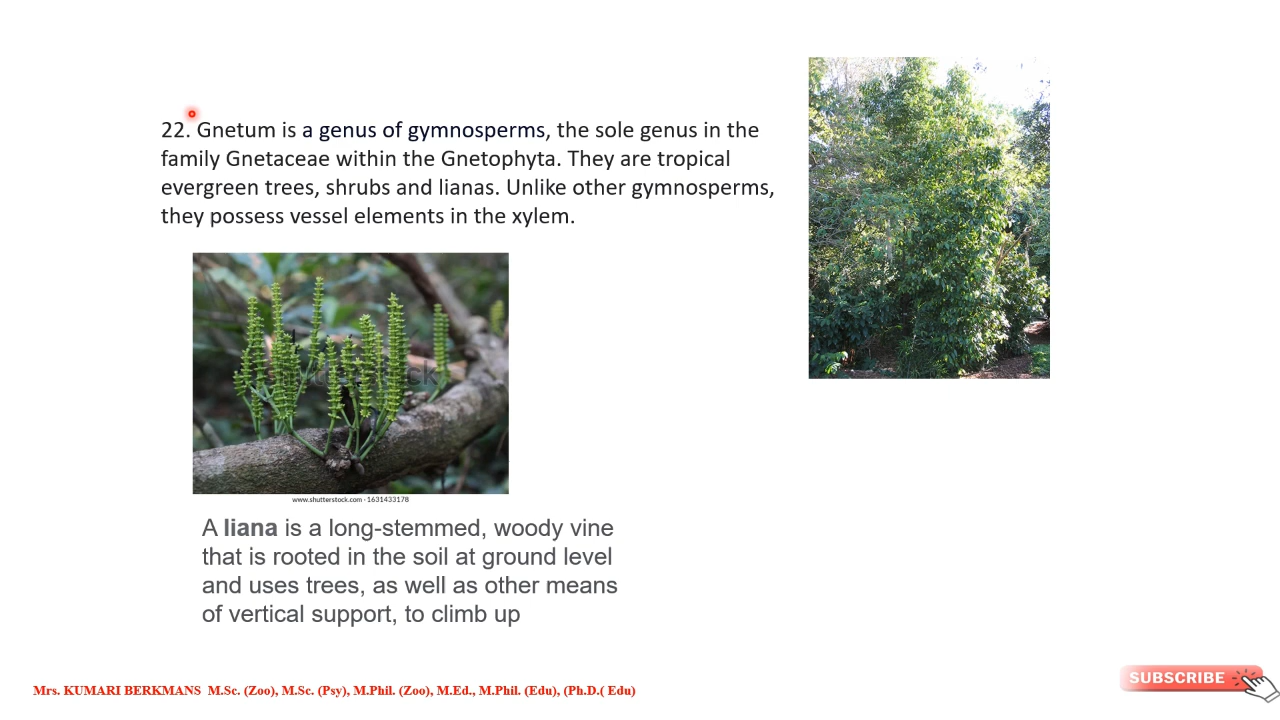 22. Gnetum is a genus of gymnosperms, the sole genus in the
family Gnetaceae within the Gnetophyta. They are tropical
evergreen trees, shrubs and lianas. Unlike other gymnosperms,
they possess vessel elements in the xylem.
www.shutterstock.com · 1631433178
A liana is a long-stemmed, woody vine
that is rooted in the soil at ground level
and uses trees, as well as other means
of vertical support, to climb up
Mrs. KUMARI BERKMANS M.Sc. (Zoo), M.Sc. (Psy), M.Phil. (Zoo), M.Ed., M.Phil. (Edu), (Ph.D.( Edu)
SUBSCRIBE